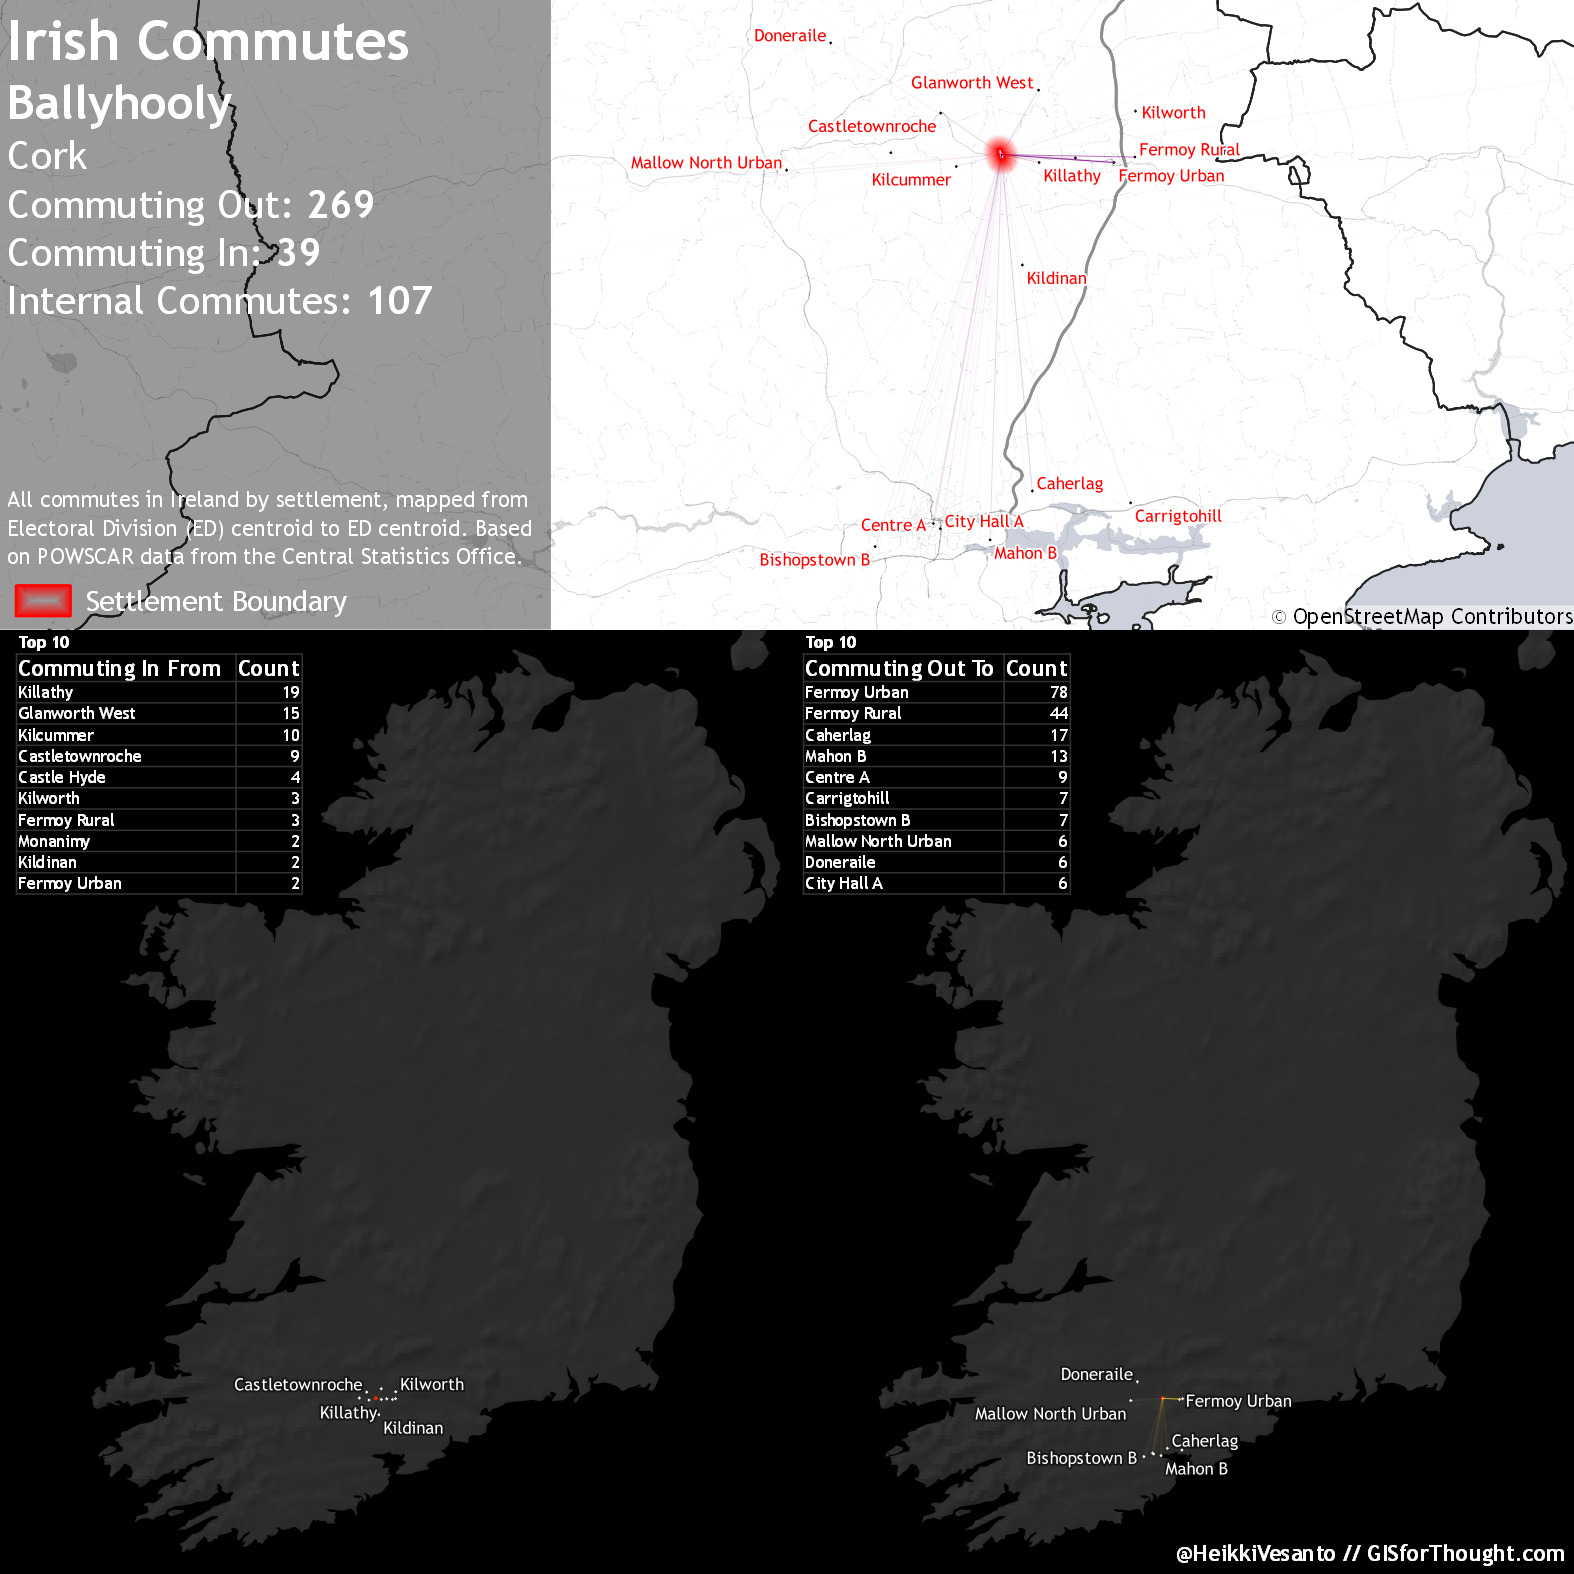 Irish Commutes
Ballyhooly
Cork
Commuting Out: 269
Commuting In: 39
Internal Commutes: 107
All commutes in Ireland by settlement, mapped from
Electoral Division (ED) centroid to ED centroid. Based
on POWSCAR data from the Central Statistics Office.
Settlement Boundary
Doneraile
Glanworth West
Kilworth
Castletownroche
Fermoy Rural
Mallow North Urban
Kilcummer
Killathy
Fermoy Urban
Kildinan
Caherlag
Carrigtohill
Centre A
City Hall A
Mahon B
Bishopstown B
© OpenStreetMap Contributors
Top 10
Commuting In From Count
Killathy 19
Glanworth West 15
Kilcummer 10
Castletownroche 9
Castle Hyde 4
Kilworth 3
Fermoy Rural 3
Monanimy 2
Kildinan 2
Fermoy Urban 2
Castletownroche
Kilworth
Killathy
Kildinan
Top 10
Commuting Out To Count
Fermoy Urban 78
Fermoy Rural 44
Caherlag 17
Mahon B 13
Centre A 9
Carrigtohill 7
Bishopstown B 7
Mallow North Urban 6
Doneraile 6
City Hall A 6
Doneraile
Fermoy Urban
Mallow North Urban
Caherlag
Bishopstown B
Mahon B
@HeikkiVesanto // GISforThought.com